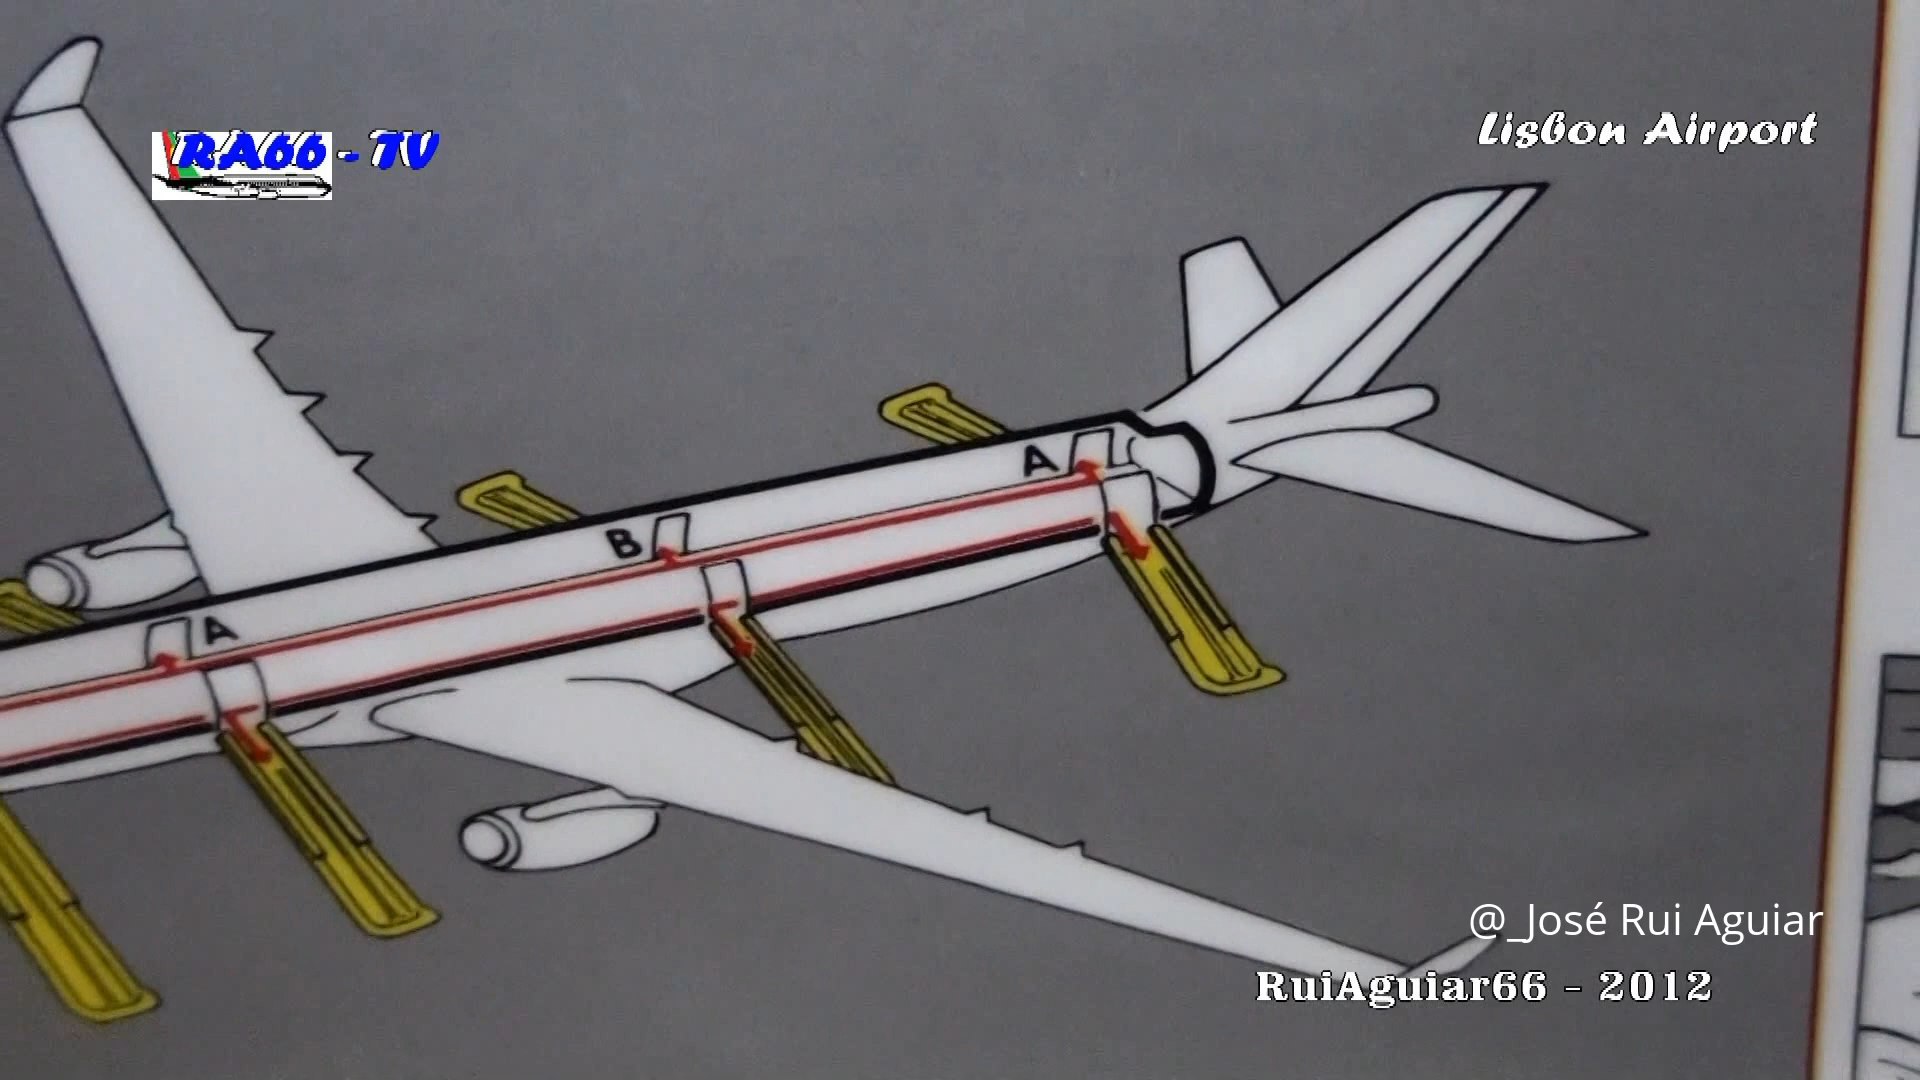 RA66 - TV
Lisbon Airport
A
B
A
@_José Rui Aguiar
RuiAguiar66 - 2012